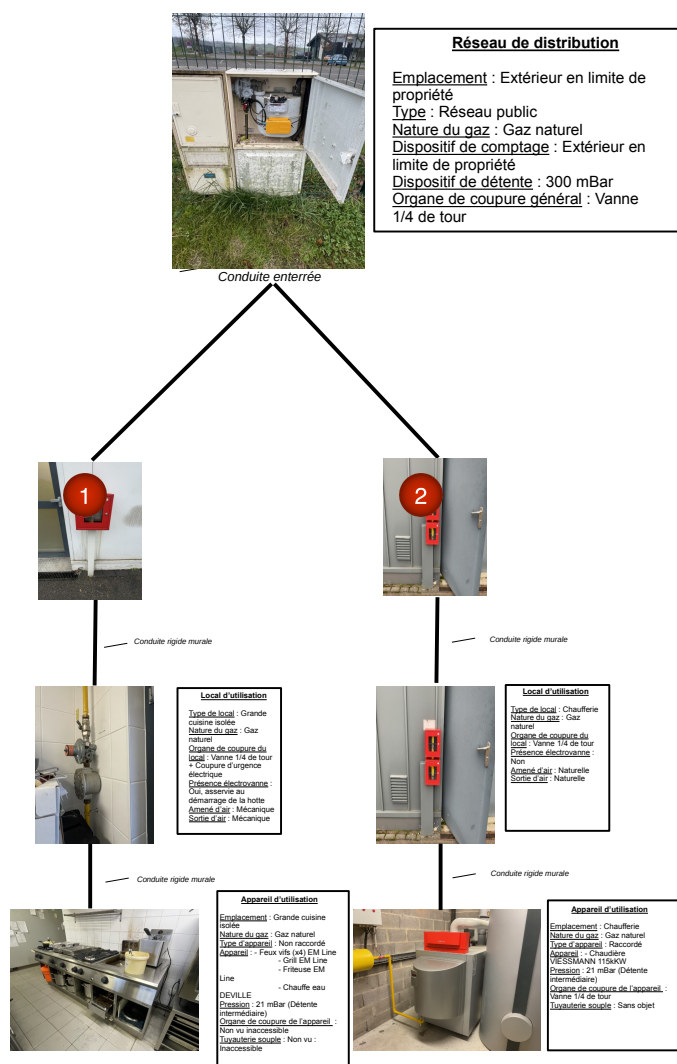 Réseau de distribution
Emplacement : Extérieur en limite de
propriété
Type : Réseau public
Nature du gaz : Gaz naturel
Dispositif de comptage : Extérieur en
limite de propriété
Dispositif de détente : 300 mBar
Organe de coupure général : Vanne
1/4 de tour
Conduite enterrée
1
2
Conduite rigide murale
Conduite rigide murale
Local d'utilisation
Type de local : Grande
cuisine isolée
Nature du gaz : Gaz
naturel
Organe de coupure du
local : Vanne 1/4 de tour
+ Coupure d'urgence
électrique
Présence électrovanne :
Oui, asservie au
démarrage de la hotte
Amené d'air : Mécanique
Sortie d'air : Mécanique
Local d'utilisation
Type de local : Chaufferie
Nature du gaz : Gaz
naturel
Organe de coupure du
local : Vanne 1/4 de tour
Présence électrovanne :
Non
Amené d'air : Naturelle
Sortie d'air : Naturelle
Conduite rigide murale
Conduite rigide murale
Appareil d'utilisation
Emplacement : Grande cuisine
isolée
Nature du gaz : Gaz naturel
Type d'appareil : Non raccordé
Appareil : - Feux vifs (x4) EM Line
- Grill EM Line
- Friteuse EM
Line
- Chauffe eau
DEVILLE
Pression : 21 mBar (Détente
intermédiaire)
Organe de coupure de l'appareil :
Non vu inaccessible
Tuyauterie souple : Non vu :
Inaccessible
Appareil d'utilisation
Emplacement : Chaufferie
Nature du gaz : Gaz naturel
Type d'appareil : Raccordé
Appareil : - Chaudière
VIESSMANN 115kKW
Pression : 21 mBar (Détente
intermédiaire)
Organe de coupure de l'appareil :
Vanne 1/4 de tour
Tuyauterie souple : Sans objet